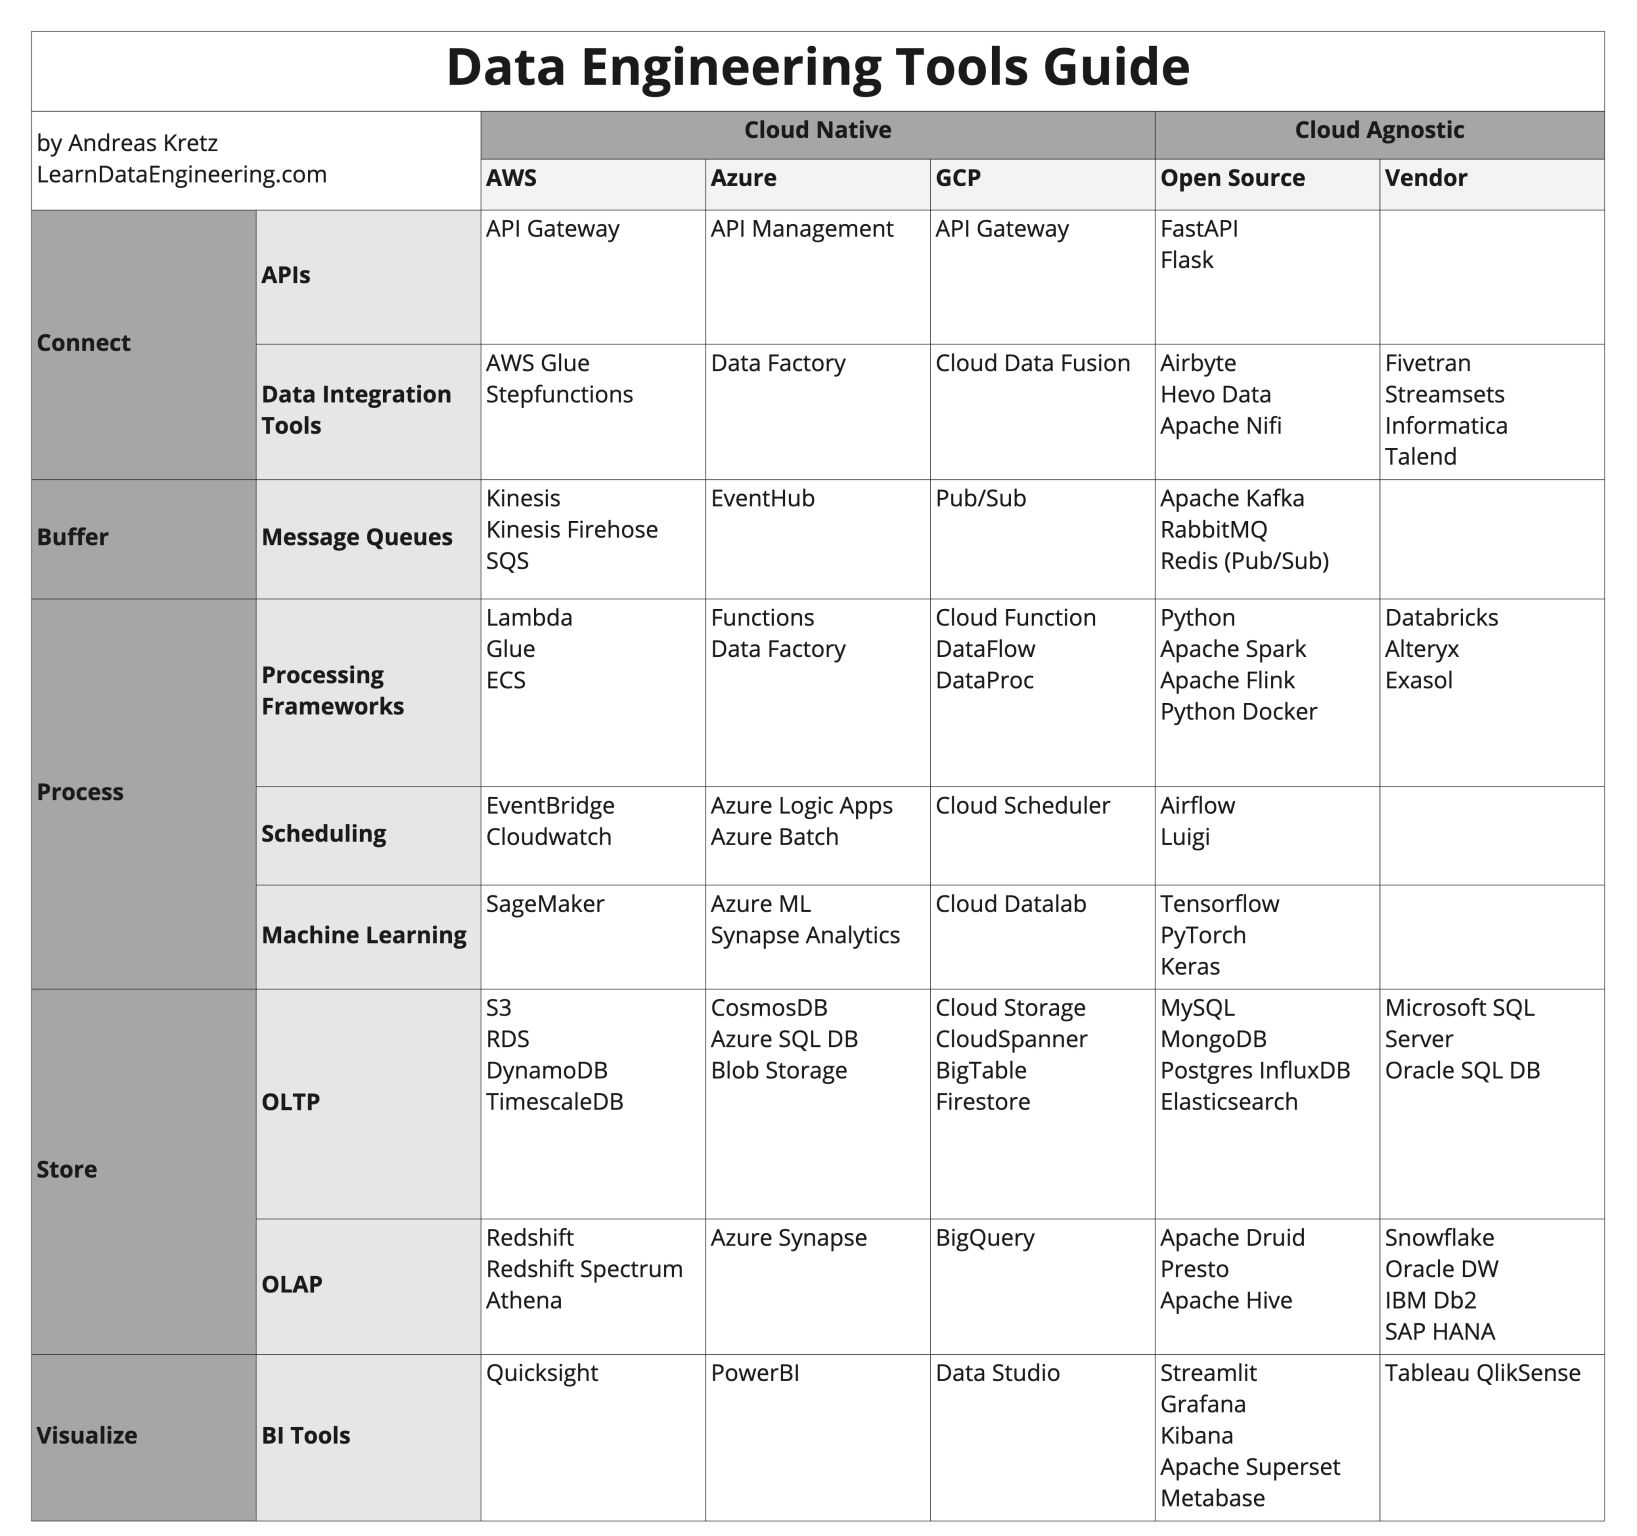 Data Engineering Tools Guide
by Andreas Kretz
LearnDataEngineering.com
Cloud Native
Cloud Agnostic
AWS
Azure
GCP
Open Source
Vendor
Connect
APIs
API Gateway
API Management
API Gateway
FastAPI
Flask
Data Integration
Tools
AWS Glue
Stepfunctions
Data Factory
Cloud Data Fusion
Airbyte
Hevo Data
Apache Nifi
Fivetran
Streamsets
Informatica
Talend
Buffer
Message Queues
Kinesis
Kinesis Firehose
SQS
EventHub
Pub/Sub
Apache Kafka
RabbitMQ
Redis (Pub/Sub)
Process
Processing
Frameworks
Lambda
Glue
ECS
Functions
Data Factory
Cloud Function
DataFlow
DataProc
Python
Apache Spark
Apache Flink
Python Docker
Databricks
Alteryx
Exasol
Scheduling
EventBridge
Cloudwatch
Azure Logic Apps
Azure Batch
Cloud Scheduler
Airflow
Luigi
Machine Learning
SageMaker
Azure ML
Synapse Analytics
Cloud Datalab
Tensorflow
PyTorch
Keras
Store
OLTP
S3
RDS
DynamoDB
TimescaleDB
CosmosDB
Azure SQL DB
Blob Storage
Cloud Storage
CloudSpanner
BigTable
Firestore
MySQL
MongoDB
Postgres InfluxDB
Elasticsearch
Microsoft SQL
Server
Oracle SQL DB
OLAP
Redshift
Redshift Spectrum
Athena
Azure Synapse
BigQuery
Apache Druid
Presto
Apache Hive
Snowflake
Oracle DW
IBM Db2
SAP HANA
Visualize
BI Tools
Quicksight
PowerBI
Data Studio
Streamlit
Grafana
Kibana
Apache Superset
Metabase
Tableau QlikSense